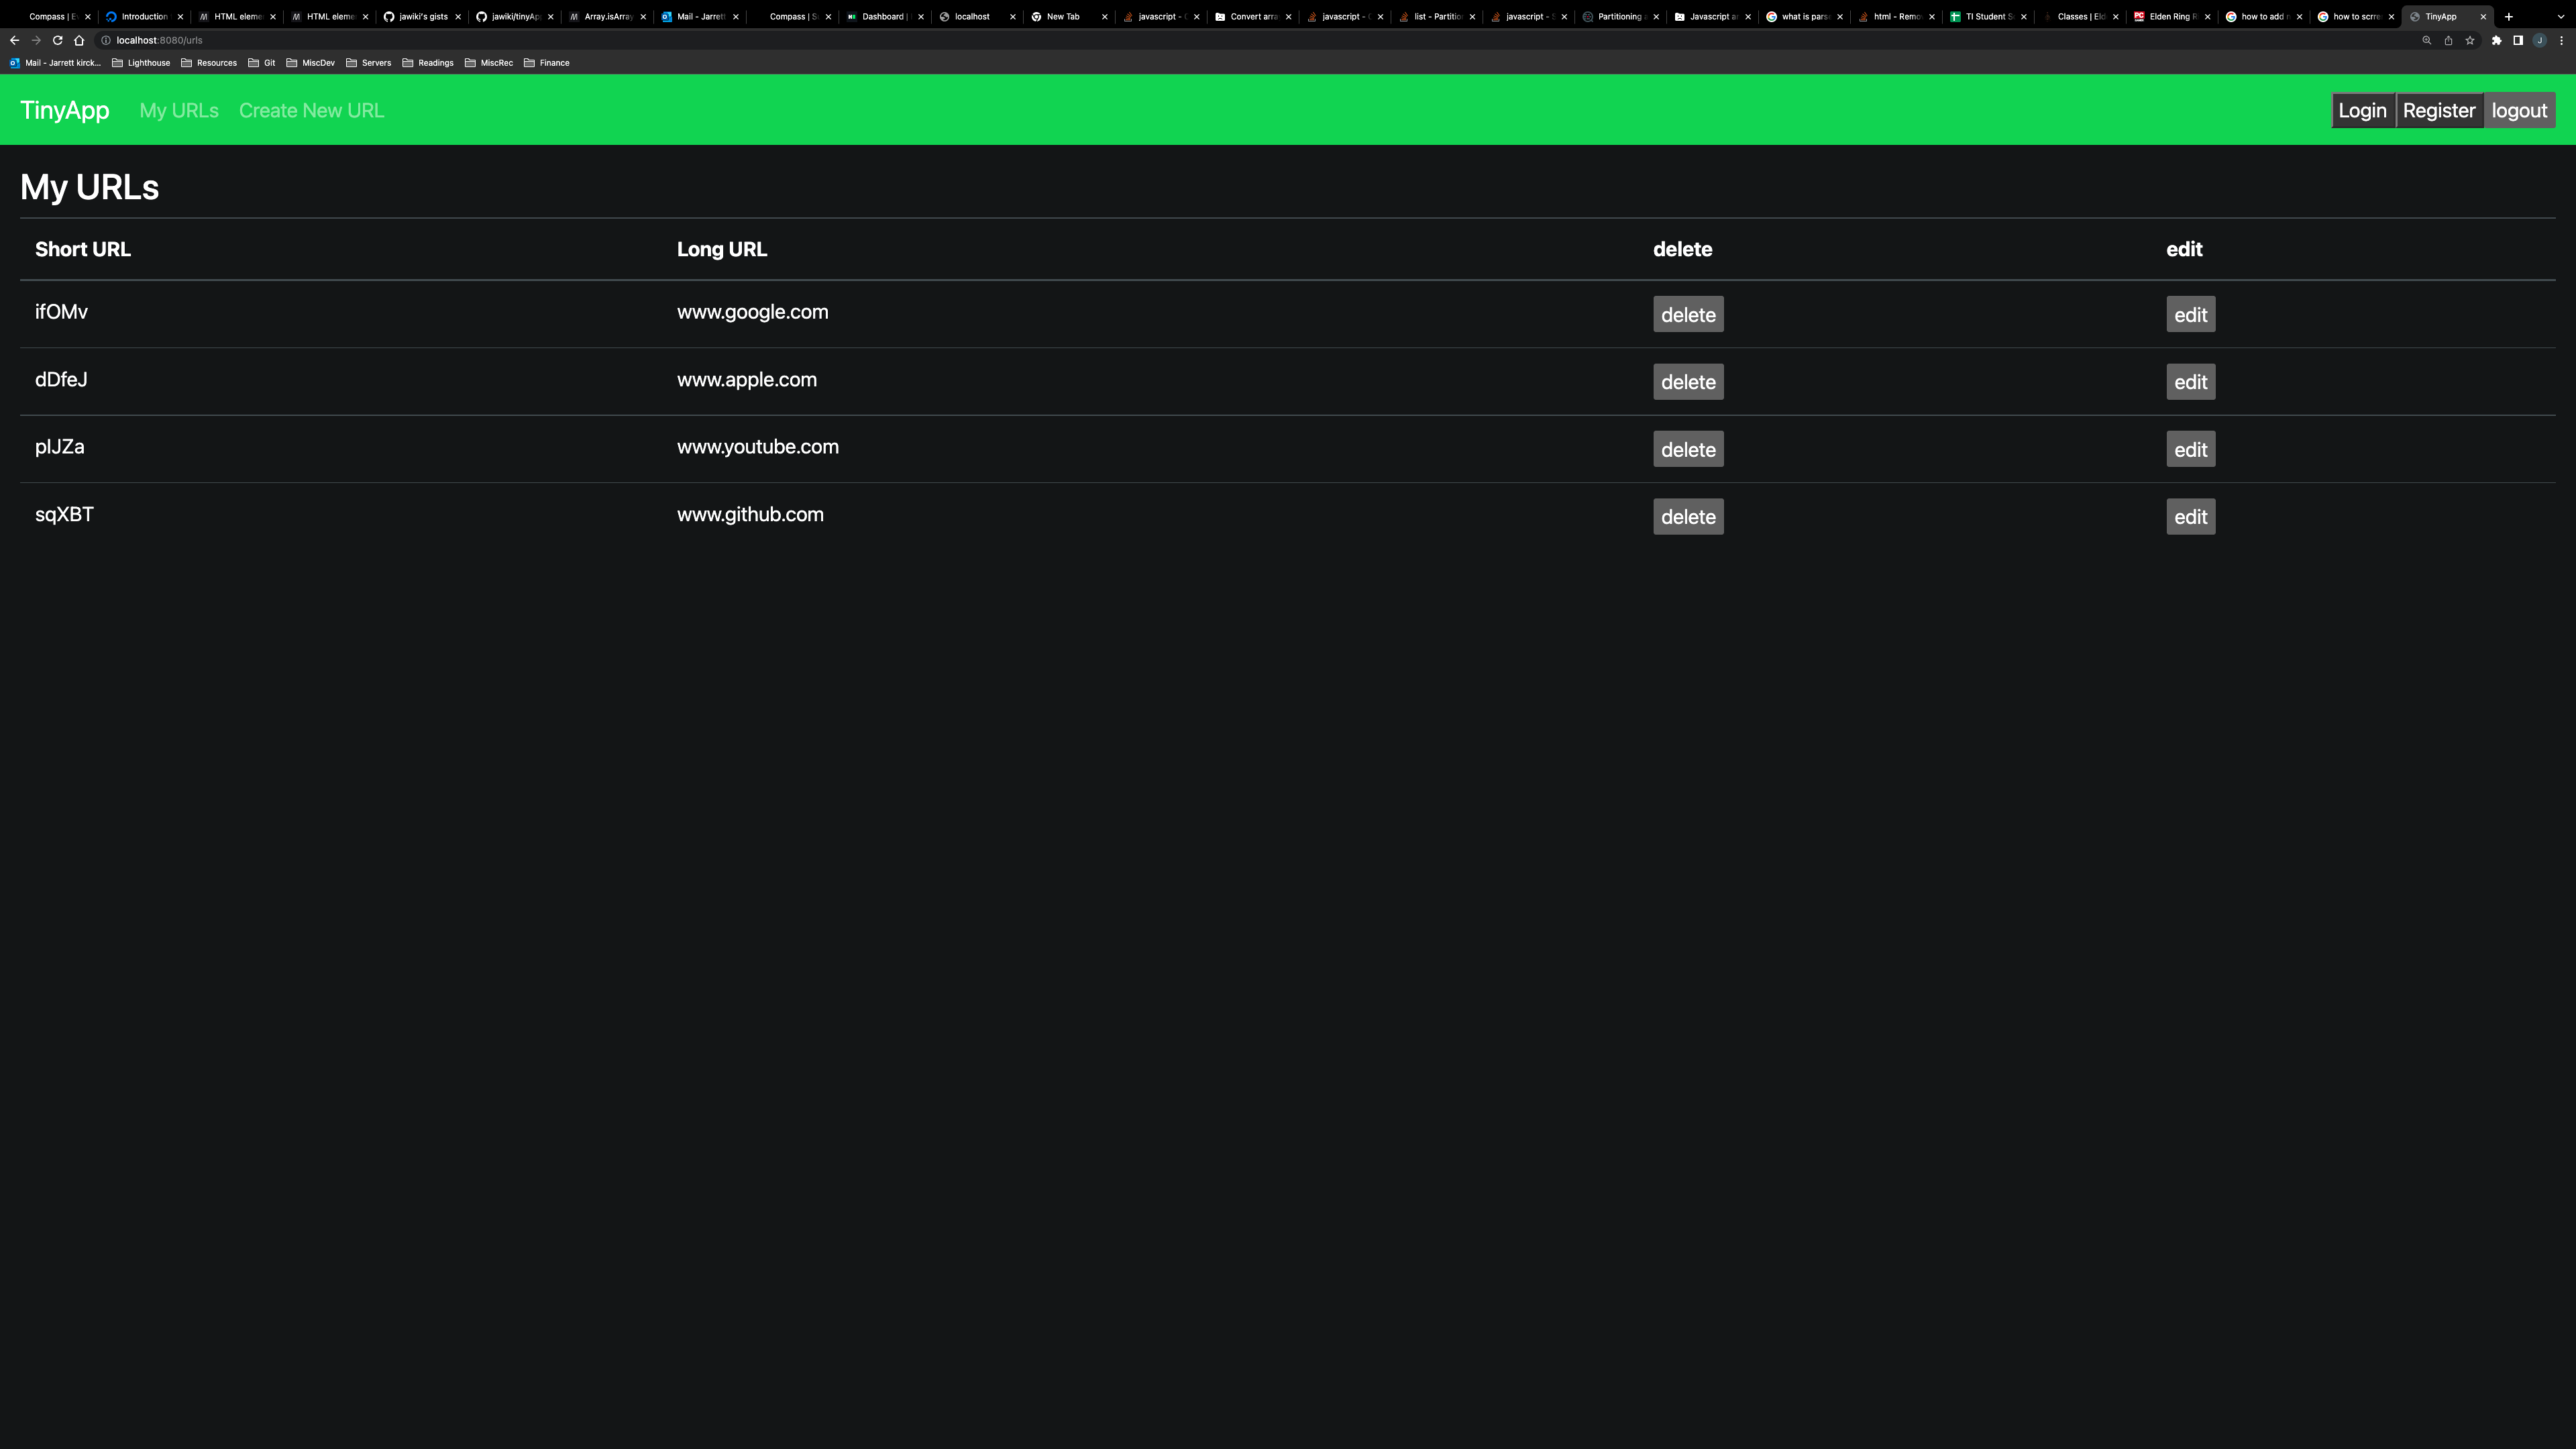 Compass | E Introduction HTML eleme HTML eleme jawiki's gists jawiki/tinyAp Array.isArray Mail - Jarrett Compass | S Dashboard | localhost New Tab javascript - Convert arra javascript - list - Partitio javascript - Partitioning Javascript ar what is parse html - Remo TI Student S Classes | Eld Elden Ring R how to add n how to scree TinyApp
localhost:8080/urls
Mail - Jarrett kirck... Lighthouse Resources Git MiscDev Servers Readings MiscRec Finance
TinyApp My URLs Create New URL Login Register logout
My URLs
Short URL Long URL delete edit
ifOMv www.google.com delete edit
dDfeJ www.apple.com delete edit
www.youtube.com delete edit
sqXBT www.github.com delete edit